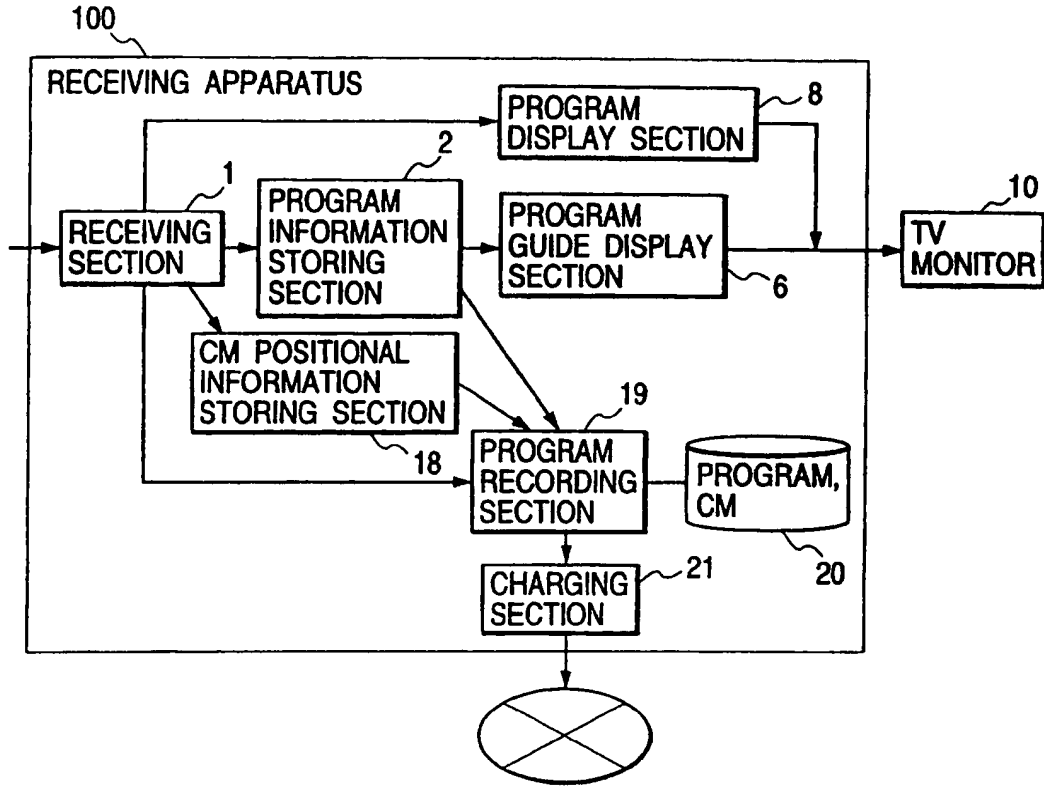 100
RECEIVING APPARATUS
PROGRAM
DISPLAY SECTION
8
1
RECEIVING
SECTION
2
PROGRAM
INFORMATION
STORING
SECTION
PROGRAM
GUIDE DISPLAY
SECTION
6
10
TV
MONITOR
CM POSITIONAL
INFORMATION
STORING SECTION
18
19
PROGRAM
RECORDING
SECTION
PROGRAM,
CM
20
CHARGING
SECTION
21